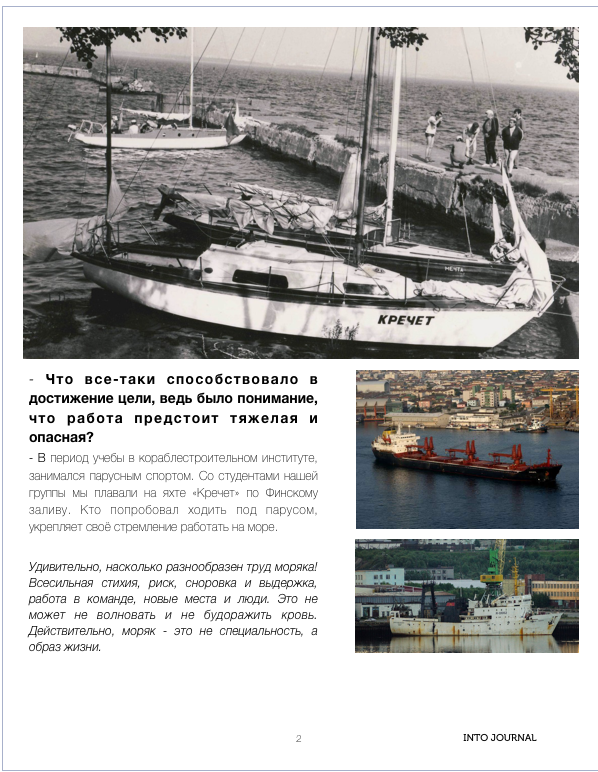 МЕЧТА
КРЕЧЕТ
- Что все-таки способствовало в
достижение цели, ведь было понимание,
что работа предстоит тяжелая и
опасная?
- В период учебы в кораблестроительном институте,
занимался парусным спортом. Со студентами нашей
группы мы плавали на яхте «Кречет» по Финскому
заливу. Кто попробовал ходить под парусом,
укрепляет своё стремление работать на море.
Удивительно, насколько разнообразен труд моряка!
Всесильная стихия, риск, сноровка и выдержка,
работа в команде, новые места и люди. Это не
может не волновать и не будоражить кровь.
Действительно, моряк - это не специальность, а
образ жизни.
2
INTO JOURNAL